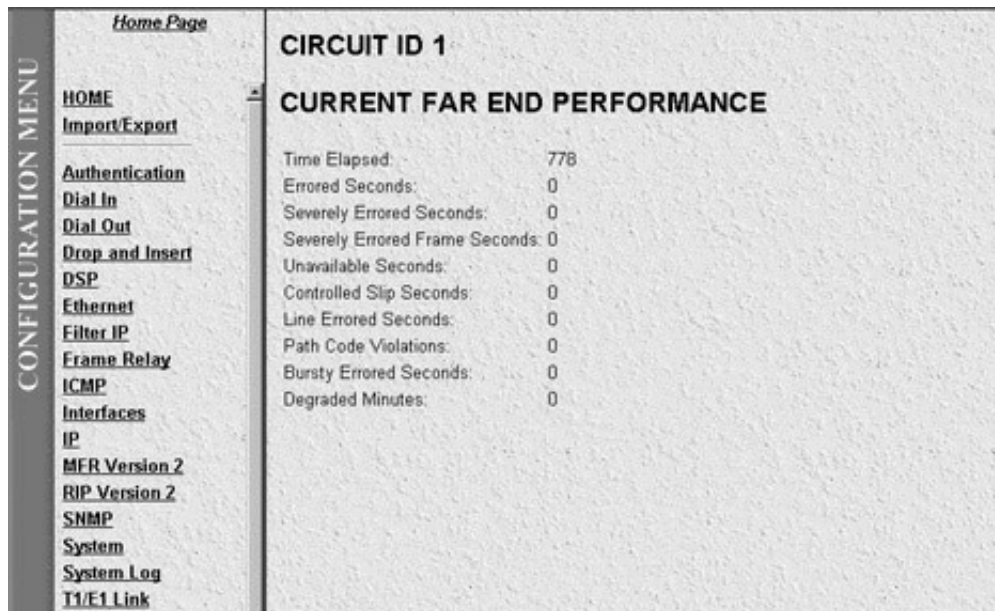 CONFIGURATION MENU
Home Page
HOME
Import/Export
Authentication
Dial In
Dial Out
Drop and Insert
DSP
Ethernet
Filter IP
Frame Relay
ICMP
Interfaces
IP
MFR Version 2
RIP Version 2
SNMP
System
System Log
T1/E1 Link
CIRCUIT ID 1
CURRENT FAR END PERFORMANCE
Time Elapsed: 778
Errored Seconds: 0
Severely Errored Seconds: 0
Severely Errored Frame Seconds: 0
Unavailable Seconds: 0
Controlled Slip Seconds: 0
Line Errored Seconds: 0
Path Code Violations: 0
Bursty Errored Seconds: 0
Degraded Minutes: 0